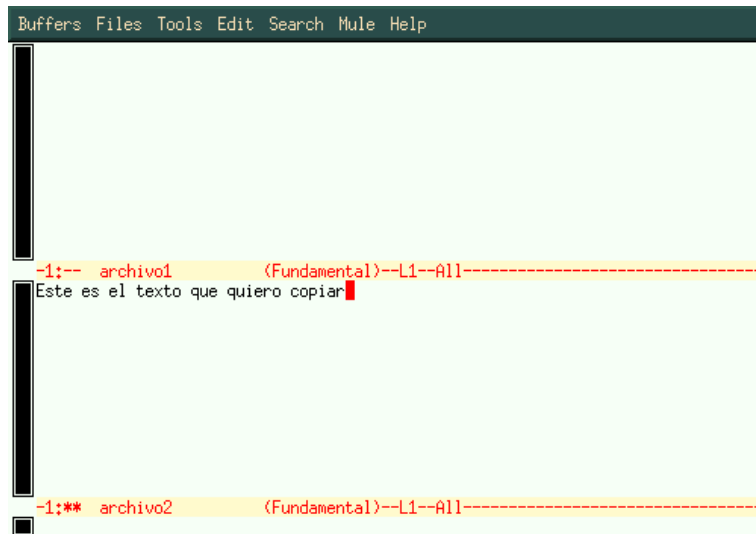 Buffers Files Tools Edit Search Mule Help
-1:-- archivo1 (Fundamental)--L1--All--------------------------------
Este es el texto que quiero copiar
-1:** archivo2 (Fundamental)--L1--All--------------------------------